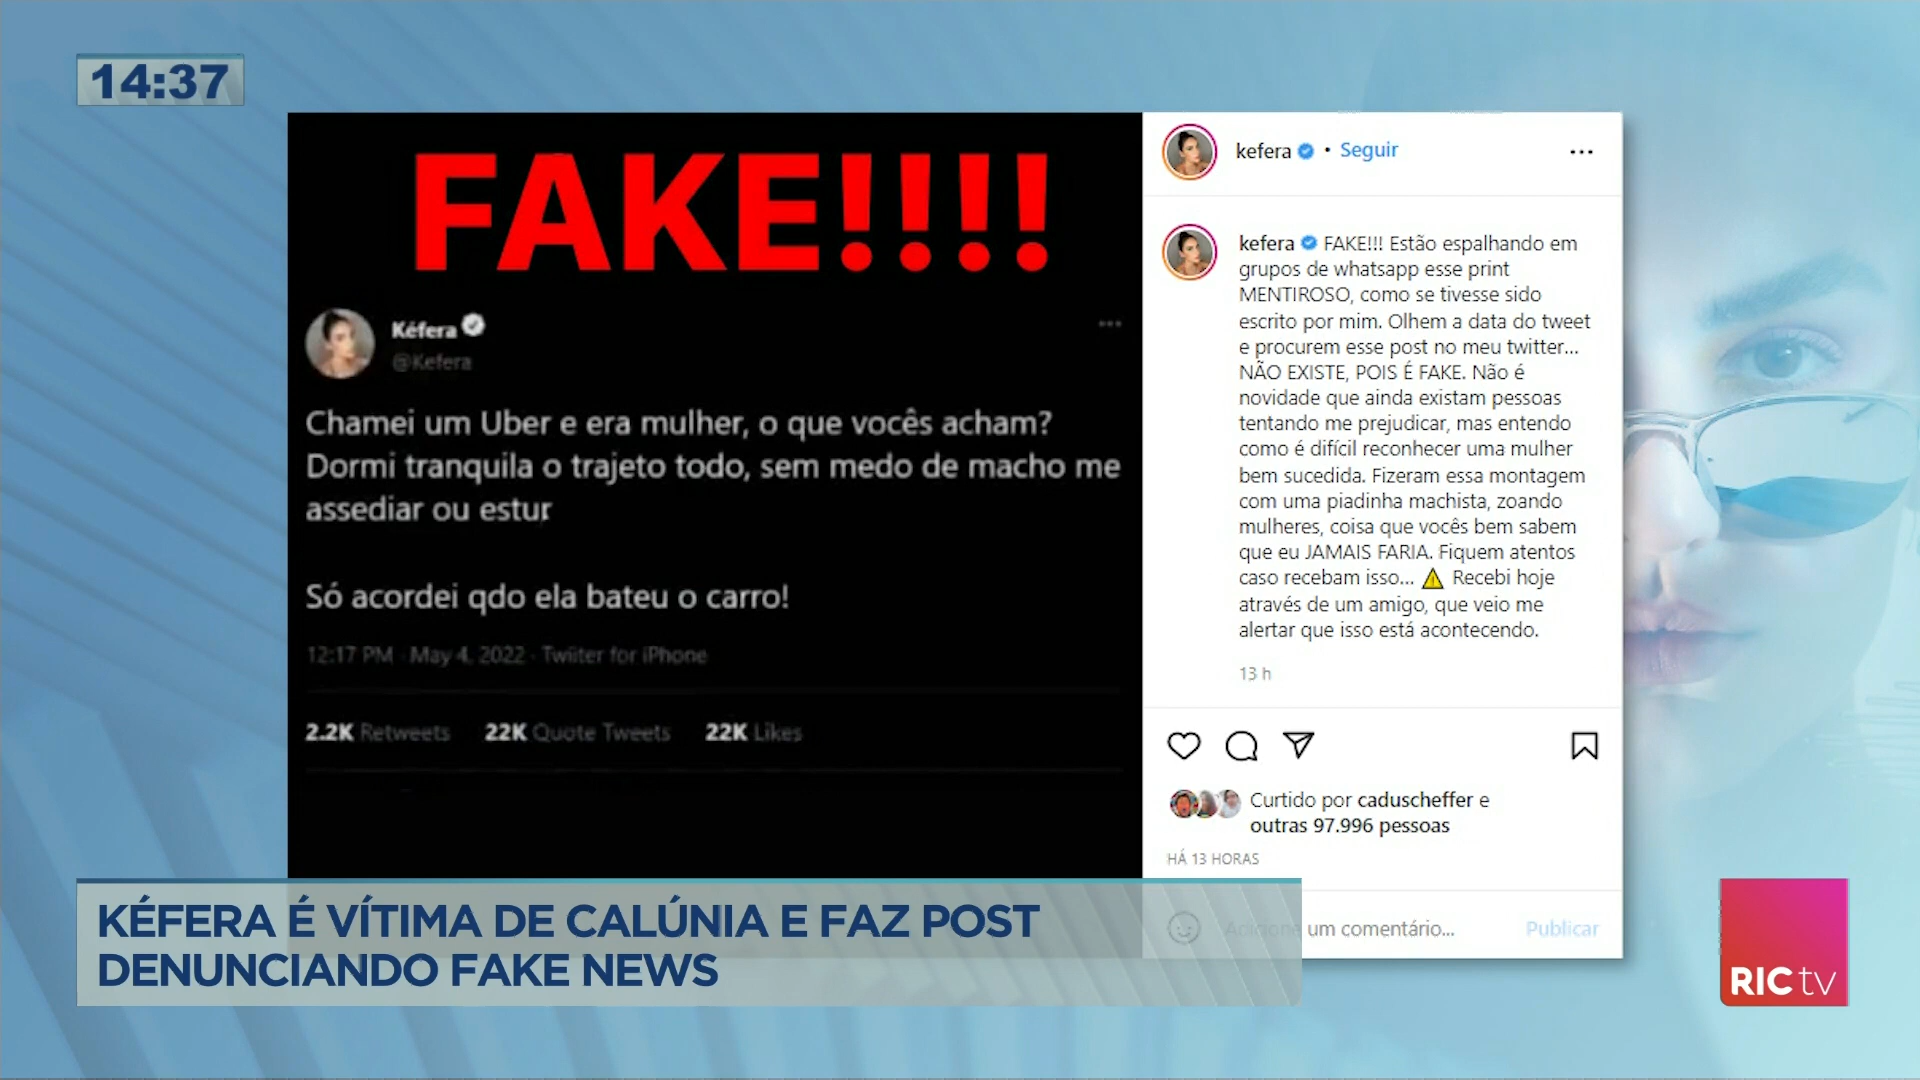 14:37
FAKE!!!!
Kéfera
@Kefera
Chamei um Uber e era mulher, o que vocês acham?
Dormi tranquila o trajeto todo, sem medo de macho me
assediar ou estur
Só acordei qdo ela bateu o carro!
12:17 PM · May 4, 2022 · Twiiter for iPhone
2.2K Retweets 22K Quote Tweets 22K Likes
kefera • Seguir
kefera FAKE!!! Estão espalhando em
grupos de whatsapp esse print
MENTIROSO, como se tivesse sido
escrito por mim. Olhem a data do tweet
e procurem esse post no meu twitter...
NÃO EXISTE, POIS É FAKE. Não é
novidade que ainda existam pessoas
tentando me prejudicar, mas entendo
como é difícil reconhecer uma mulher
bem sucedida. Fizeram essa montagem
com uma piadinha machista, zoando
mulheres, coisa que vocês bem sabem
que eu JAMAIS FARIA. Fiquem atentos
caso recebam isso... ⚠️ Recebi hoje
através de um amigo, que veio me
alertar que isso está acontecendo.
13 h
Curtido por caduscheffer e
outras 97.996 pessoas
HÁ 13 HORAS
Adicione um comentário... Publicar
KÉFERA É VÍTIMA DE CALÚNIA E FAZ POST
DENUNCIANDO FAKE NEWS
RIC tv